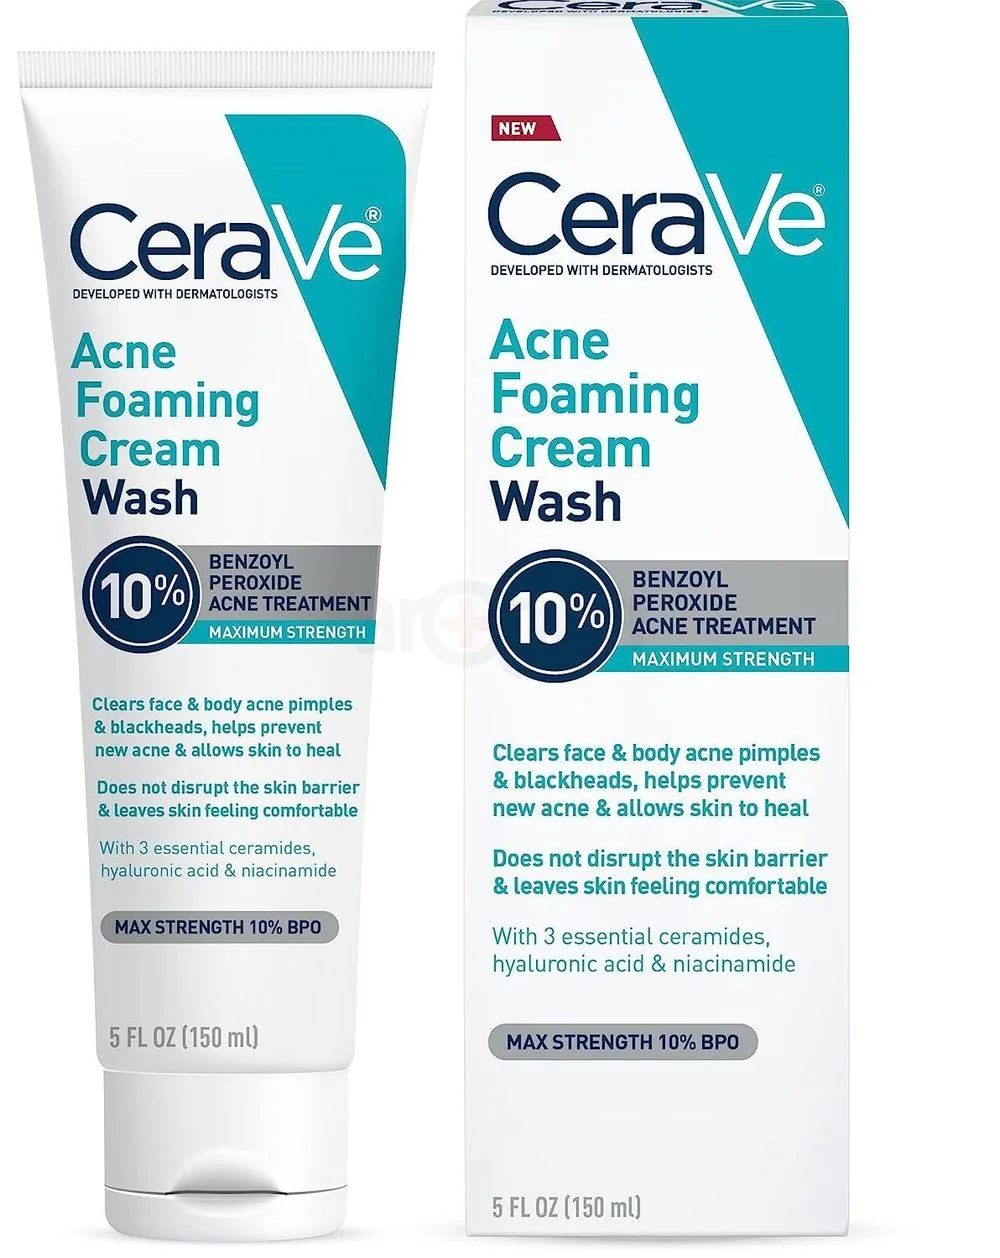 CeraVe®
DEVELOPED WITH DERMATOLOGISTS
Acne
Foaming
Cream
Wash
10%
BENZOYL
PEROXIDE
ACNE TREATMENT
MAXIMUM STRENGTH
Clears face & body acne pimples
& blackheads, helps prevent
new acne & allows skin to heal
Does not disrupt the skin barrier
& leaves skin feeling comfortable
With 3 essential ceramides,
hyaluronic acid & niacinamide
MAX STRENGTH 10% BPO
5 FL OZ (150 ml)
CeraVe
DEVELOPED WITH DERMATOLOGISTS
NEW
CeraVe®
DEVELOPED WITH DERMATOLOGISTS
Acne
Foaming
Cream
Wash
10%
BENZOYL
PEROXIDE
ACNE TREATMENT
MAXIMUM STRENGTH
Clears face & body acne pimples
& blackheads, helps prevent
new acne & allows skin to heal
Does not disrupt the skin barrier
& leaves skin feeling comfortable
With 3 essential ceramides,
hyaluronic acid & niacinamide
MAX STRENGTH 10% BPO
5 FL OZ (150 ml)